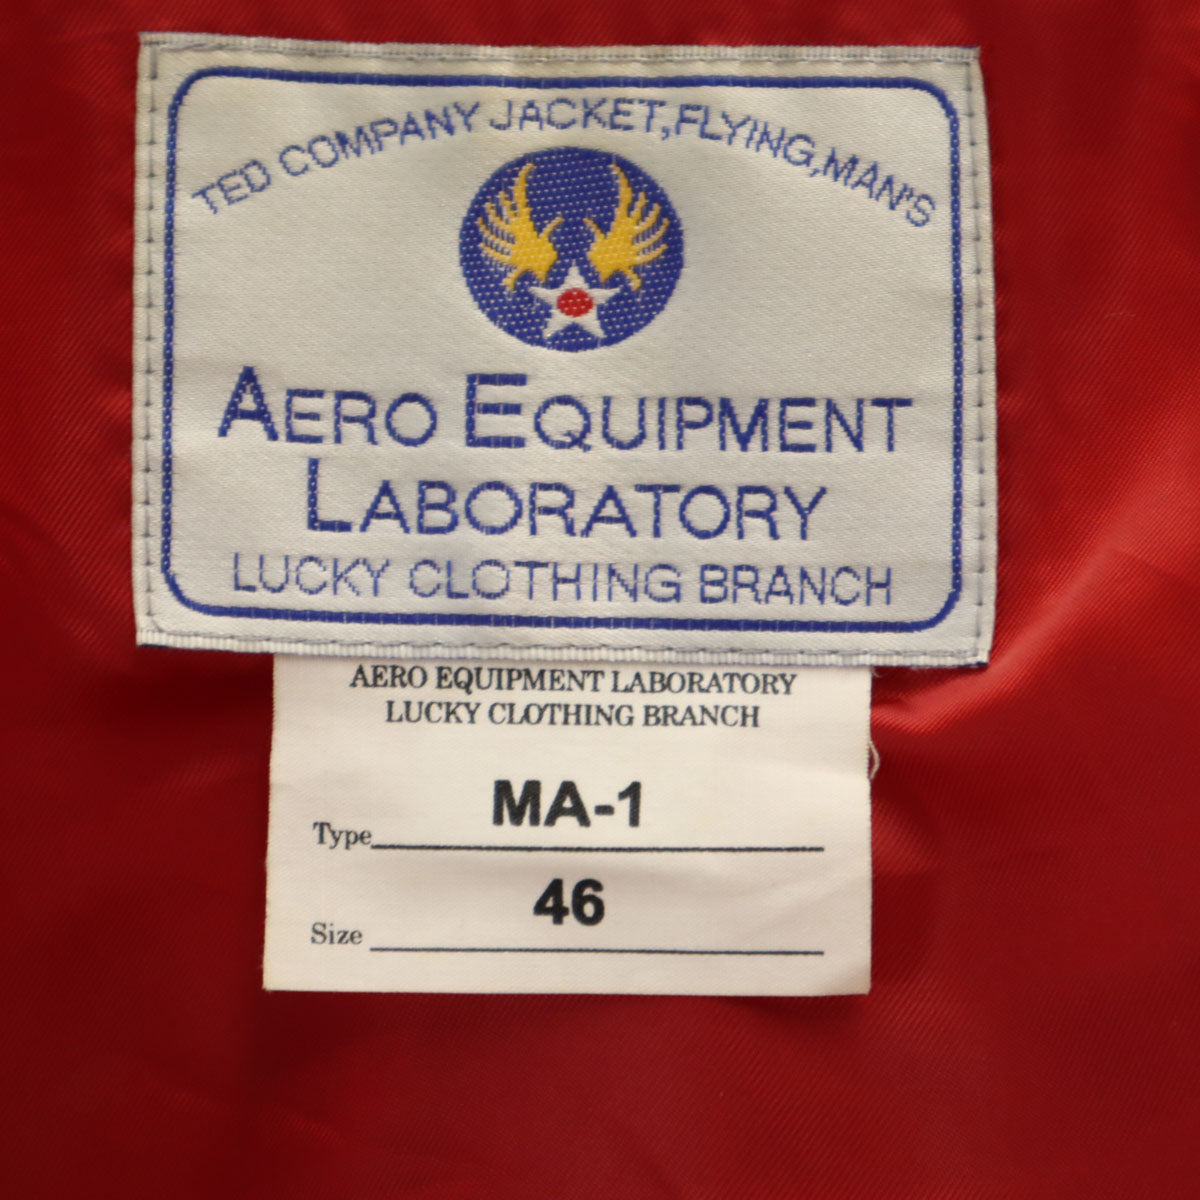 TED COMPANY JACKET,FLYING,MAN'S
AERO EQUIPMENT
LABORATORY
LUCKY CLOTHING BRANCH
AERO EQUIPMENT LABORATORY
LUCKY CLOTHING BRANCH
Type MA-1
Size 46